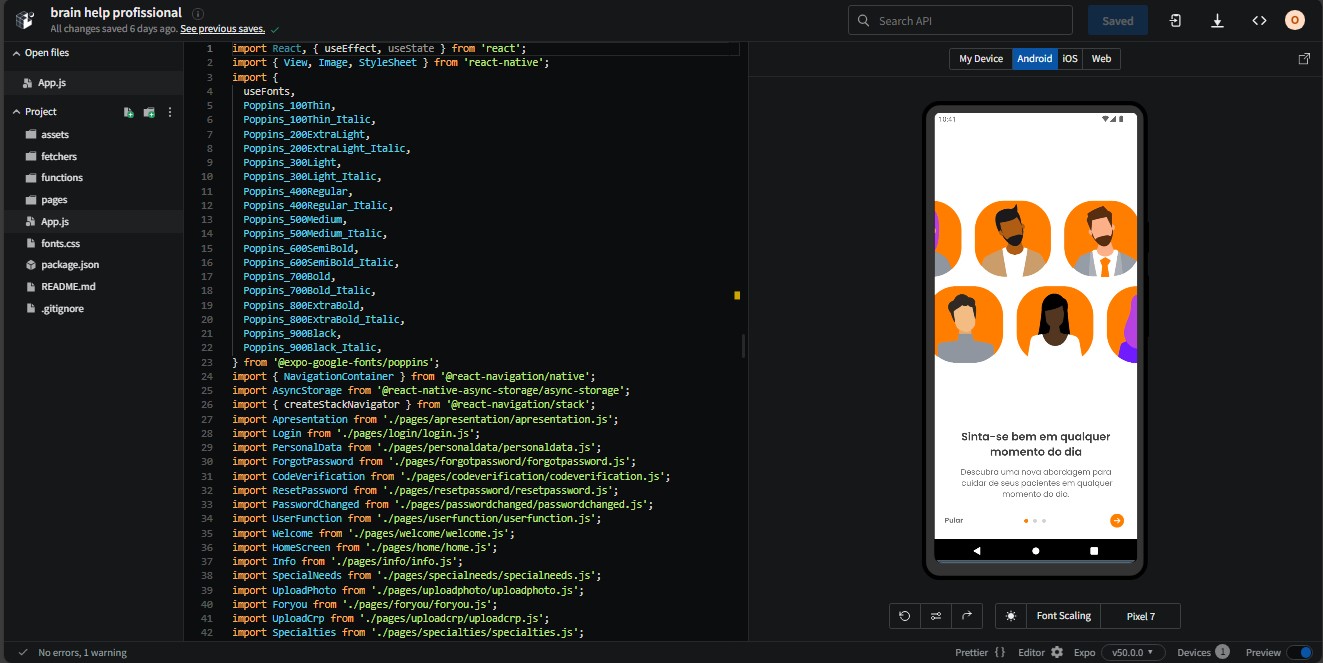 brain help profissional
All changes saved 6 days ago. See previous saves.
Search API
Saved
O
Open files
App.js
Project
assets
fetchers
functions
pages
App.js
fonts.css
package.json
README.md
.gitignore
1 import React, { useEffect, useState } from 'react';
2 import { View, Image, StyleSheet } from 'react-native';
3 import {
4 useFonts,
5 Poppins_100Thin,
6 Poppins_100Thin_Italic,
7 Poppins_200ExtraLight,
8 Poppins_200ExtraLight_Italic,
9 Poppins_300Light,
10 Poppins_300Light_Italic,
11 Poppins_400Regular,
12 Poppins_400Regular_Italic,
13 Poppins_500Medium,
14 Poppins_500Medium_Italic,
15 Poppins_600SemiBold,
16 Poppins_600SemiBold_Italic,
17 Poppins_700Bold,
18 Poppins_700Bold_Italic,
19 Poppins_800ExtraBold,
20 Poppins_800ExtraBold_Italic,
21 Poppins_900Black,
22 Poppins_900Black_Italic,
23 } from '@expo-google-fonts/poppins';
24 import { NavigationContainer } from '@react-navigation/native';
25 import AsyncStorage from '@react-native-async-storage/async-storage';
26 import { createStackNavigator } from '@react-navigation/stack';
27 import Apresentation from './pages/apresentation/apresentation.js';
28 import Login from './pages/login/login.js';
29 import PersonalData from './pages/personaldata/personaldata.js';
30 import ForgotPassword from './pages/forgotpassword/forgotpassword.js';
31 import CodeVerification from './pages/codeverification/codeverification.js';
32 import ResetPassword from './pages/resetpassword/resetpassword.js';
33 import PasswordChanged from './pages/passwordchanged/passwordchanged.js';
34 import UserFunction from './pages/userfunction/userfunction.js';
35 import Welcome from './pages/welcome/welcome.js';
36 import HomeScreen from './pages/home/home.js';
37 import Info from './pages/info/info.js';
38 import SpecialNeeds from './pages/specialneeds/specialneeds.js';
39 import UploadPhoto from './pages/uploadphoto/uploadphoto.js';
40 import Foryou from './pages/foryou/foryou.js';
41 import UploadCrp from './pages/uploadcrp/uploadcrp.js';
42 import Specialties from './pages/specialties/specialties.js';
My Device Android iOS Web
10:41
Sinta-se bem em qualquer
momento do dia
Descubra uma nova abordagem para
cuidar de seus pacientes em qualquer
momento do dia.
Pular
Font Scaling
Pixel 7
No errors, 1 warning
Prettier {} Editor Expo v50.0.0 Devices 1 Preview